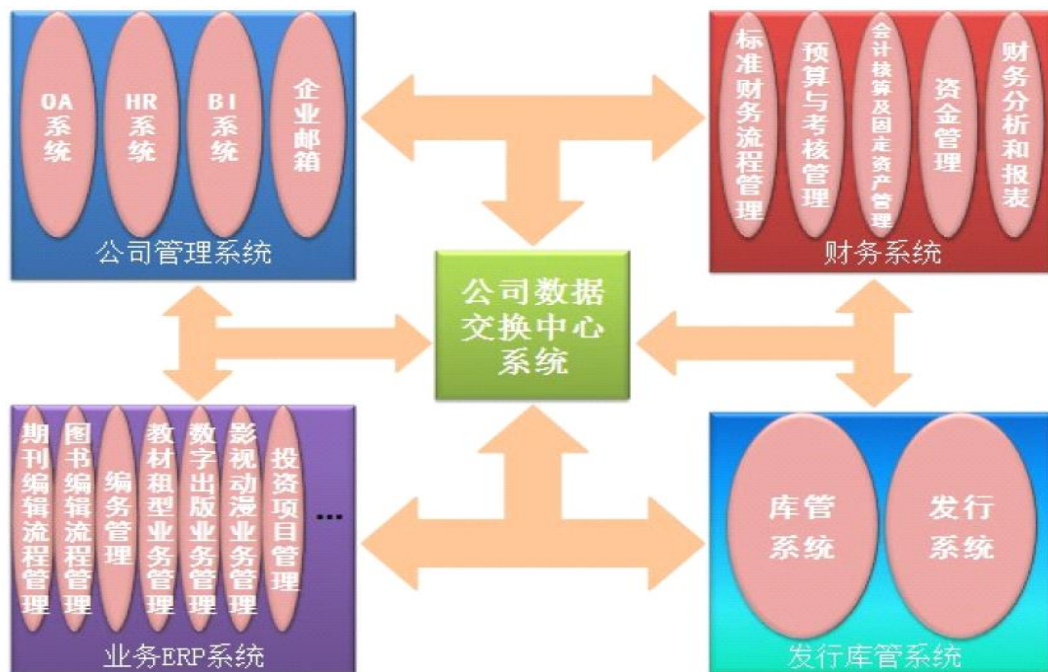 OA系统
HR系统
BI系统
企业邮箱
公司管理系统
标准财务流程管理
预算与考核管理
会计核算及固定资产管理
资金管理
财务分析和报表
财务系统
公司数据
交换中心
系统
期刊编辑流程管理
图书编辑流程管理
编务管理
教材租型业务管理
数字出版业务管理
影视动漫业务管理
投资项目管理
...
业务ERP系统
库管
系统
发行
系统
发行库管系统